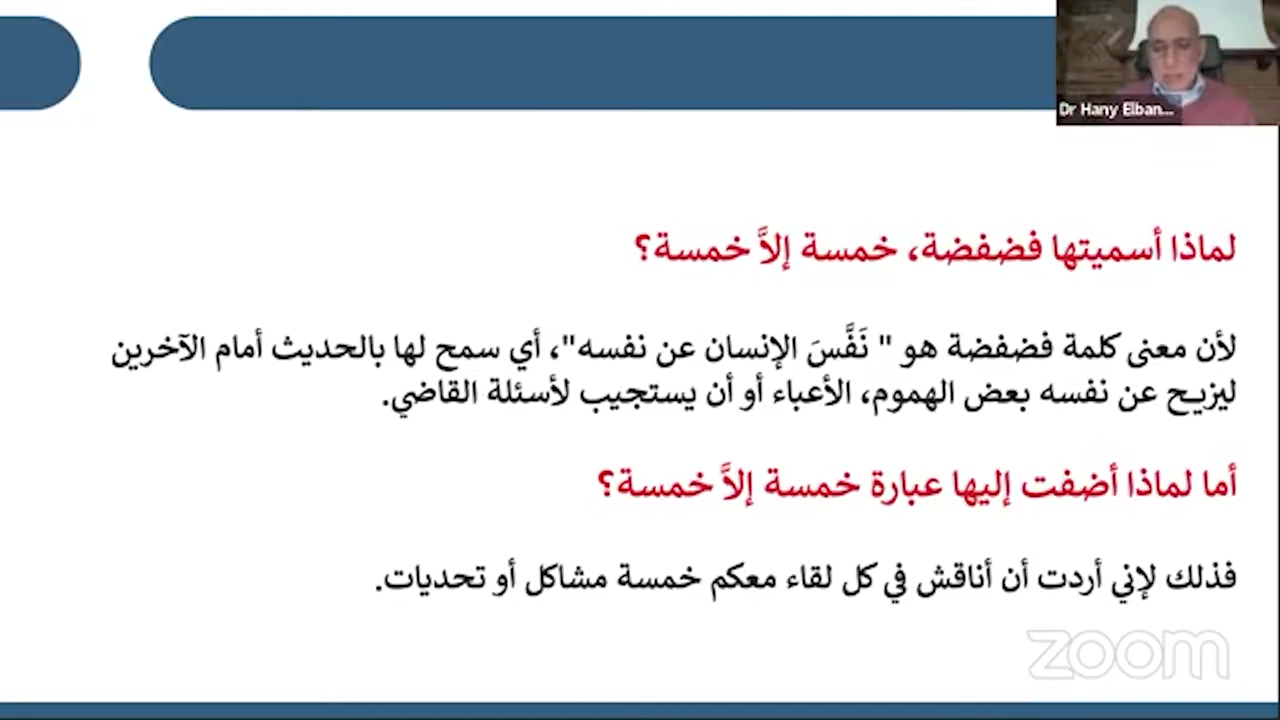 Dr Hany Elban...
لماذا أسميتها فضفضة، خمسة إلاَّ خمسة؟
لأن معنى كلمة فضفضة هو " نَفَّسَ الإنسان عن نفسه"، أي سمح لها بالحديث أمام الآخرين
ليزيح عن نفسه بعض الهموم، الأعباء أو أن يستجيب لأسئلة القاضي.
أما لماذا أضفت إليها عبارة خمسة إلاَّ خمسة؟
فذلك لإني أردت أن أناقش في كل لقاء معكم خمسة مشاكل أو تحديات.
zoom